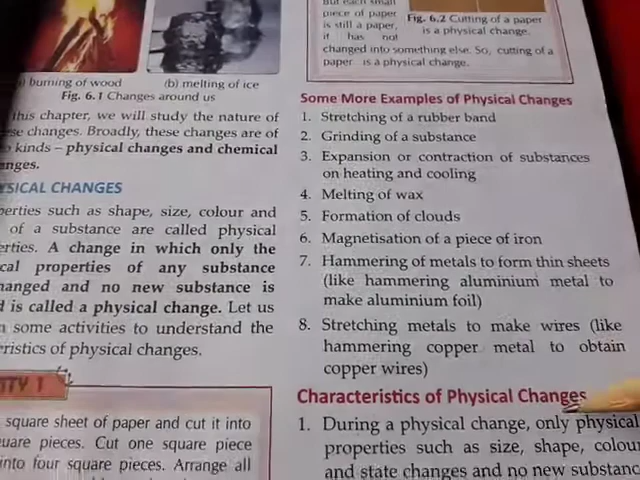 a) burning of wood
(b) melting of ice
Fig. 6.1 Changes around us
this chapter, we will study the nature of
changes. Broadly, these changes are of
kinds – physical changes and chemical
SICAL CHANGES
such as shape, size, colour and
of a substance are called physical
A change in which only the
properties of any substance
and no new substance is
is called a physical change. Let us
some activities to understand the
of physical changes.
square sheet of paper and cut it into
pieces. Cut one square piece
into four square pieces. Arrange all
But each small
piece of paper
is still a paper,
it has not
changed into something else. So, cutting of a
paper is a physical change.
Fig. 6.2 Cutting of a paper
is a physical change.
Some More Examples of Physical Changes
1. Stretching of a rubber band
2. Grinding of a substance
3. Expansion or contraction of substances
on heating and cooling
4. Melting of wax
5. Formation of clouds
6. Magnetisation of a piece of iron
7. Hammering of metals to form thin sheets
(like hammering aluminium metal to
make aluminium foil)
8. Stretching metals to make wires (like
hammering copper metal to obtain
copper wires)
Characteristics of Physical Changes
1. During a physical change, only physical
properties such as size, shape, colou
and state changes and no new substanc